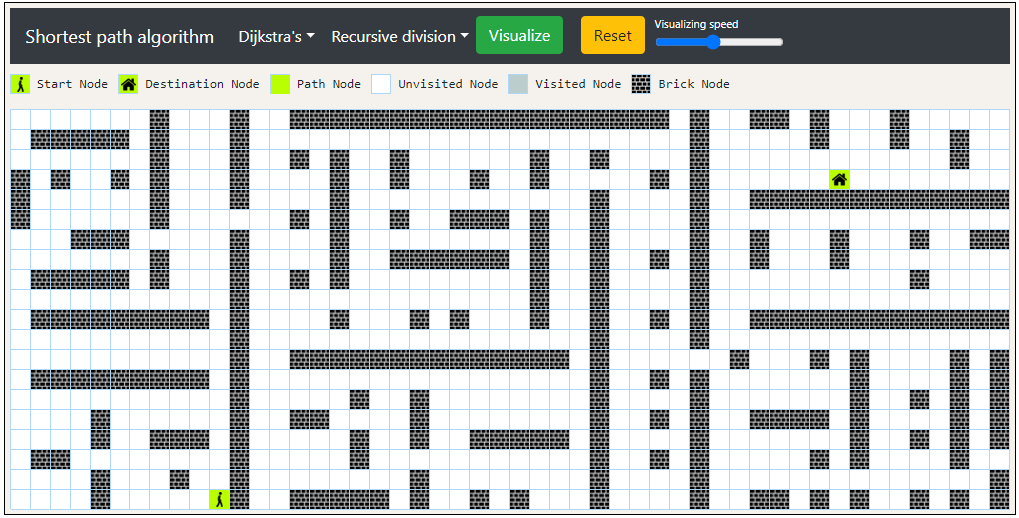 Shortest path algorithm Dijkstra's Recursive division Visualize Reset Visualizing speed
Start Node Destination Node Path Node Unvisited Node Visited Node Brick Node